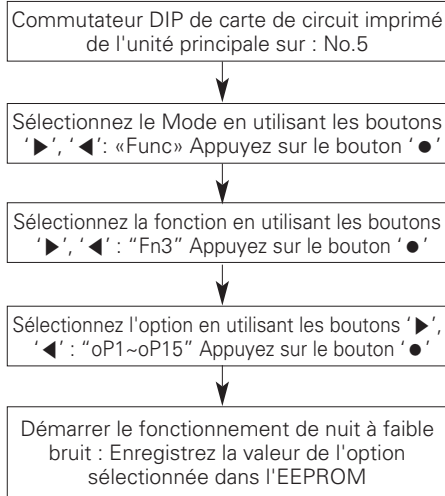 Commutateur DIP de carte de circuit imprimé
de l'unité principale sur : No.5
Sélectionnez le Mode en utilisant les boutons
‘▶’, ‘◀’: «Func» Appuyez sur le bouton ‘●’
Sélectionnez la fonction en utilisant les boutons
‘▶’, ‘◀’ : “Fn3” Appuyez sur le bouton ‘●’
Sélectionnez l'option en utilisant les boutons ‘▶’,
‘◀’ : “oP1~oP15” Appuyez sur le bouton ‘●’
Démarrer le fonctionnement de nuit à faible
bruit : Enregistrez la valeur de l'option
sélectionnée dans l'EEPROM